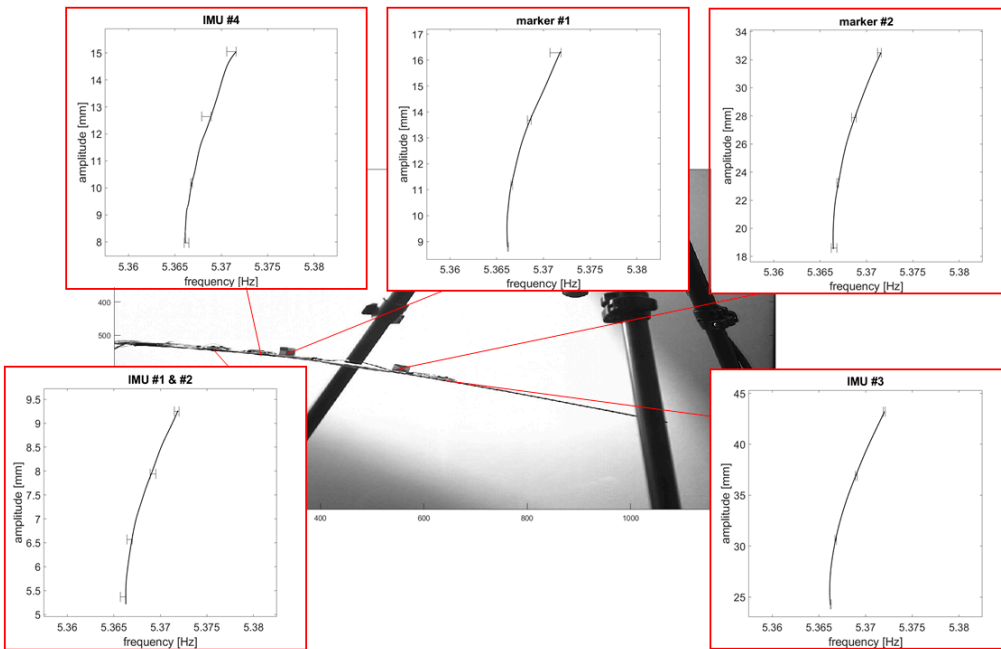 IMU #4
15
14
13
12
11
10
9
8
amplitude [mm]
5.36 5.365 5.37 5.375 5.38
frequency [Hz]
marker #1
17
16
15
14
13
12
11
10
9
amplitude [mm]
5.36 5.365 5.37 5.375 5.38
frequency [Hz]
marker #2
34
32
30
28
26
24
22
20
18
amplitude [mm]
5.36 5.365 5.37 5.375 5.38
frequency [Hz]
400
500
400 600 800 1000
IMU #1 & #2
9.5
9
8.5
8
7.5
7
6.5
6
5.5
5
amplitude [mm]
5.36 5.365 5.37 5.375 5.38
frequency [Hz]
IMU #3
45
40
35
30
25
amplitude [mm]
5.36 5.365 5.37 5.375 5.38
frequency [Hz]